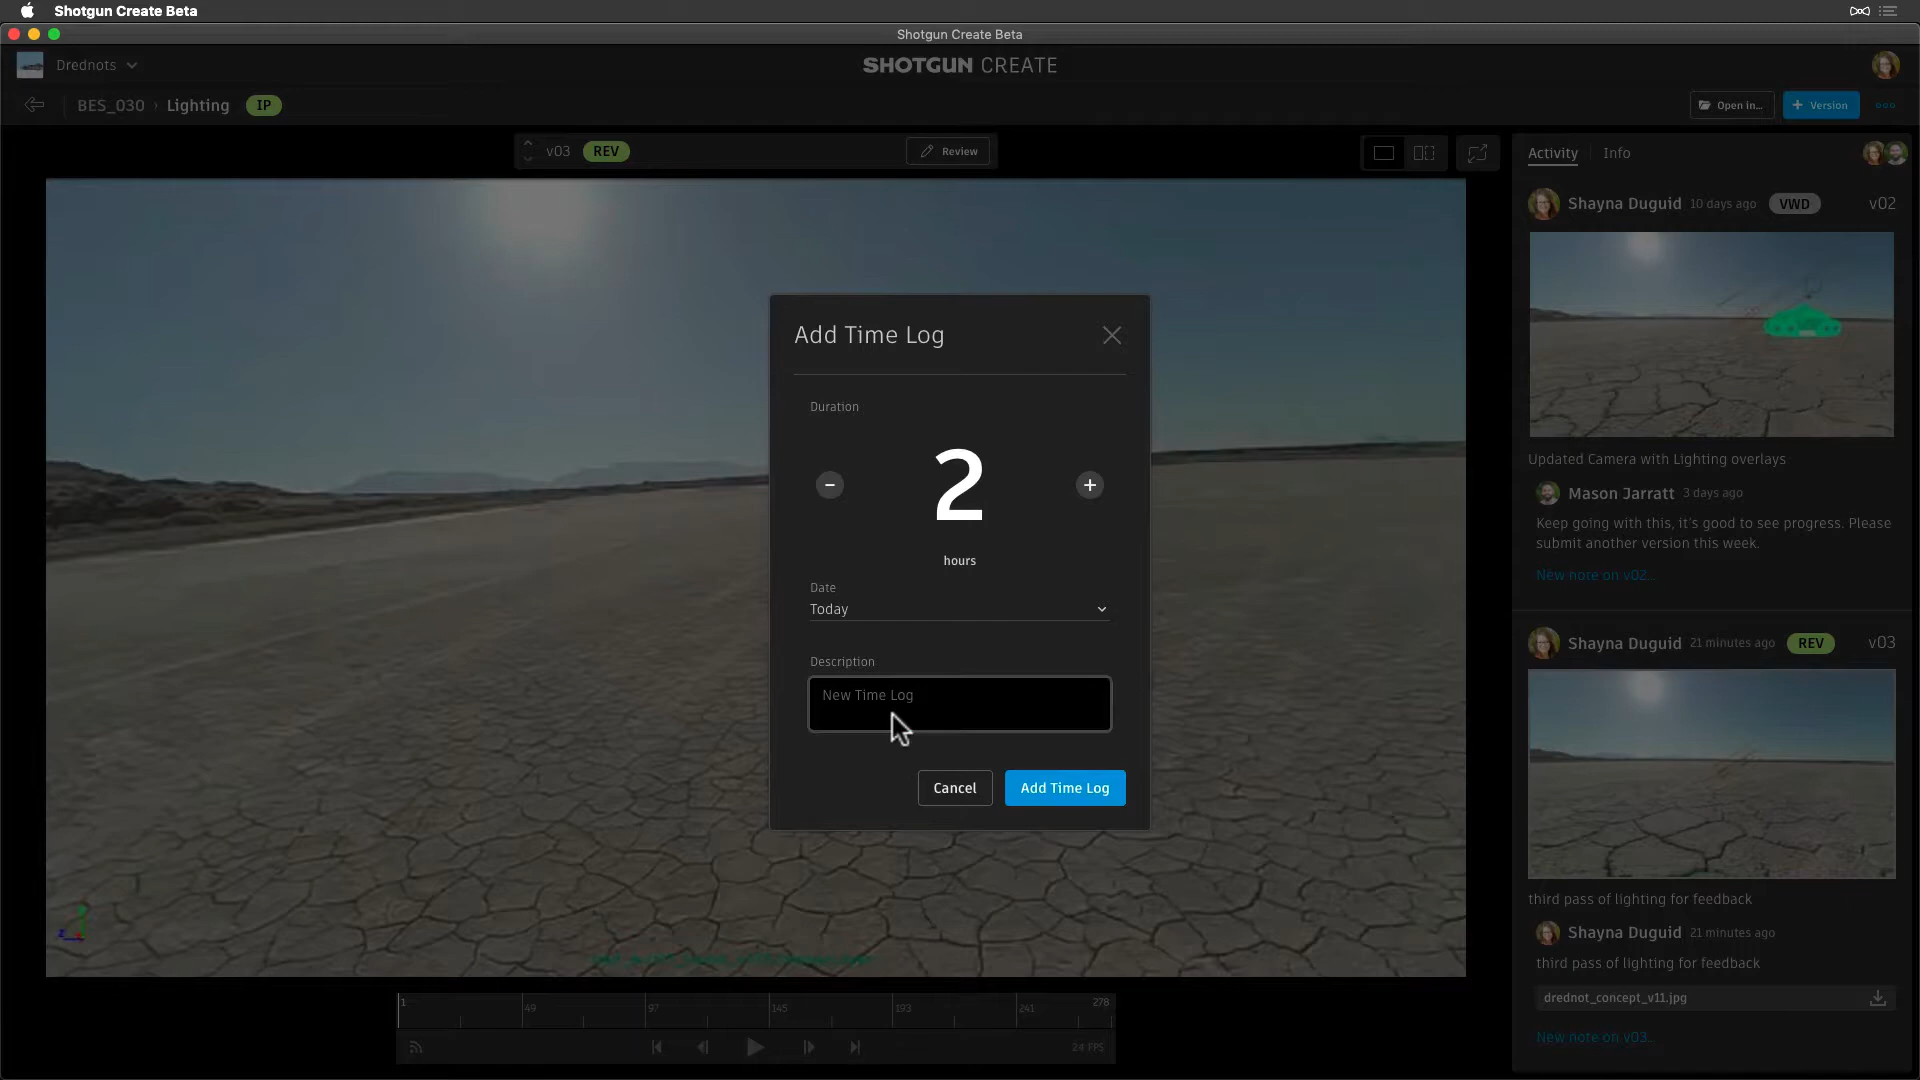 Shotgun Create Beta
Shotgun Create Beta
Drednots
SHOTGUN CREATE
BES_030 › Lighting IP
Open in...
+ Version
v03 REV
Review
Activity
Info
Shayna Duguid 10 days ago VWD v02
Updated Camera with Lighting overlays
Mason Jarratt 3 days ago
Keep going with this, it's good to see progress. Please
submit another version this week.
New note on v02...
Shayna Duguid 21 minutes ago REV v03
third pass of lighting for feedback
Shayna Duguid 21 minutes ago
third pass of lighting for feedback
drednot_concept_v11.jpg
New note on v03...
Add Time Log
Duration
2
hours
Date
Today
Description
New Time Log
Cancel
Add Time Log
1 49 97 145 193 241 278
24 FPS